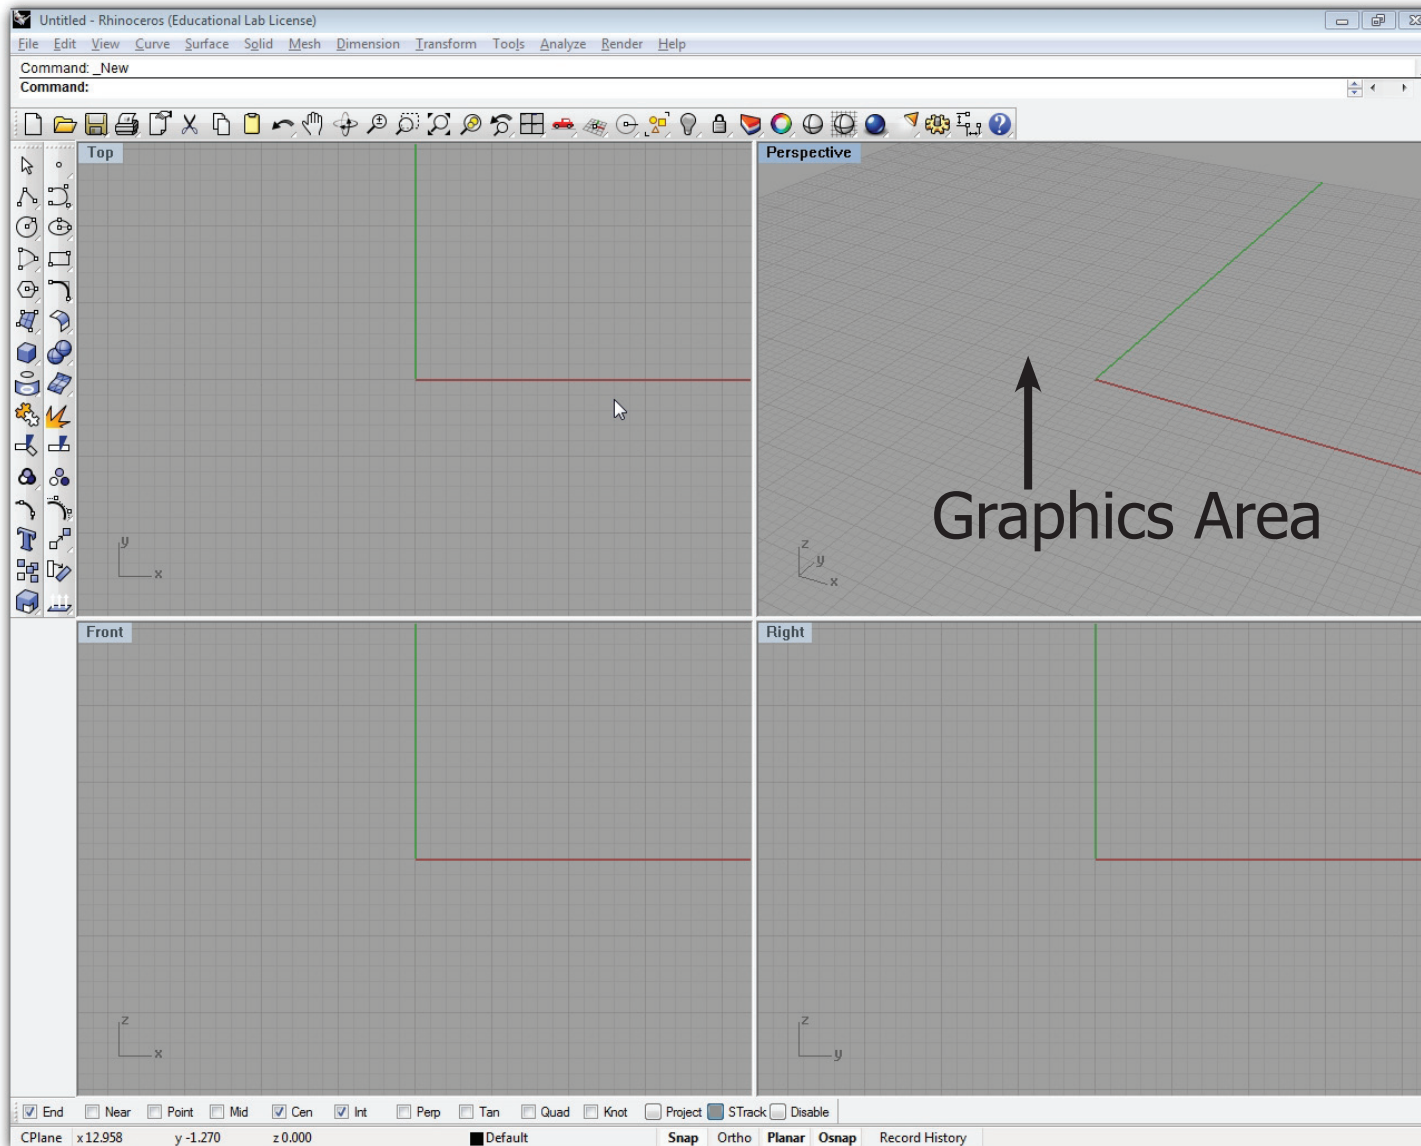 Untitled - Rhinoceros (Educational Lab License)
File Edit View Curve Surface Solid Mesh Dimension Transform Tools Analyze Render Help
Command: _New
Command:
Top
Perspective
Graphics Area
y
x
z
y
x
Front
Right
z
x
z
y
End Near Point Mid Cen Int Perp Tan Quad Knot Project STrack Disable
CPlane x 12.958 y -1.270 z 0.000 Default Snap Ortho Planar Osnap Record History